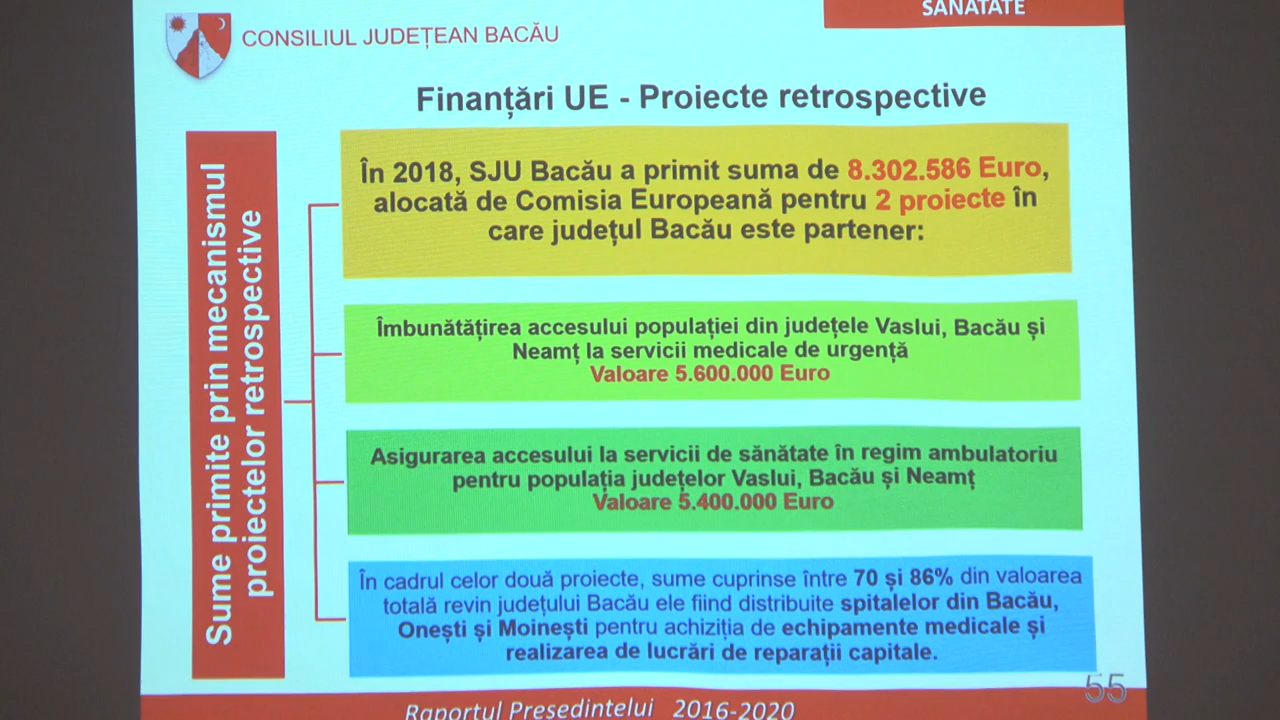 SĂNĂTATE
CONSILIUL JUDEȚEAN BACĂU
Finanțări UE - Proiecte retrospective
Sume primite prin mecanismul
proiectelor retrospective
În 2018, SJU Bacău a primit suma de 8.302.586 Euro,
alocată de Comisia Europeană pentru 2 proiecte în
care județul Bacău este partener:
Îmbunătățirea accesului populației din județele Vaslui, Bacău și
Neamț la servicii medicale de urgență
Valoare 5.600.000 Euro
Asigurarea accesului la servicii de sănătate în regim ambulatoriu
pentru populația județelor Vaslui, Bacău și Neamț
Valoare 5.400.000 Euro
În cadrul celor două proiecte, sume cuprinse între 70 și 86% din valoarea
totală revin județului Bacău ele fiind distribuite spitalelor din Bacău,
Onești și Moinești pentru achiziția de echipamente medicale și
realizarea de lucrări de reparații capitale.
55
Raportul Președintelui 2016-2020